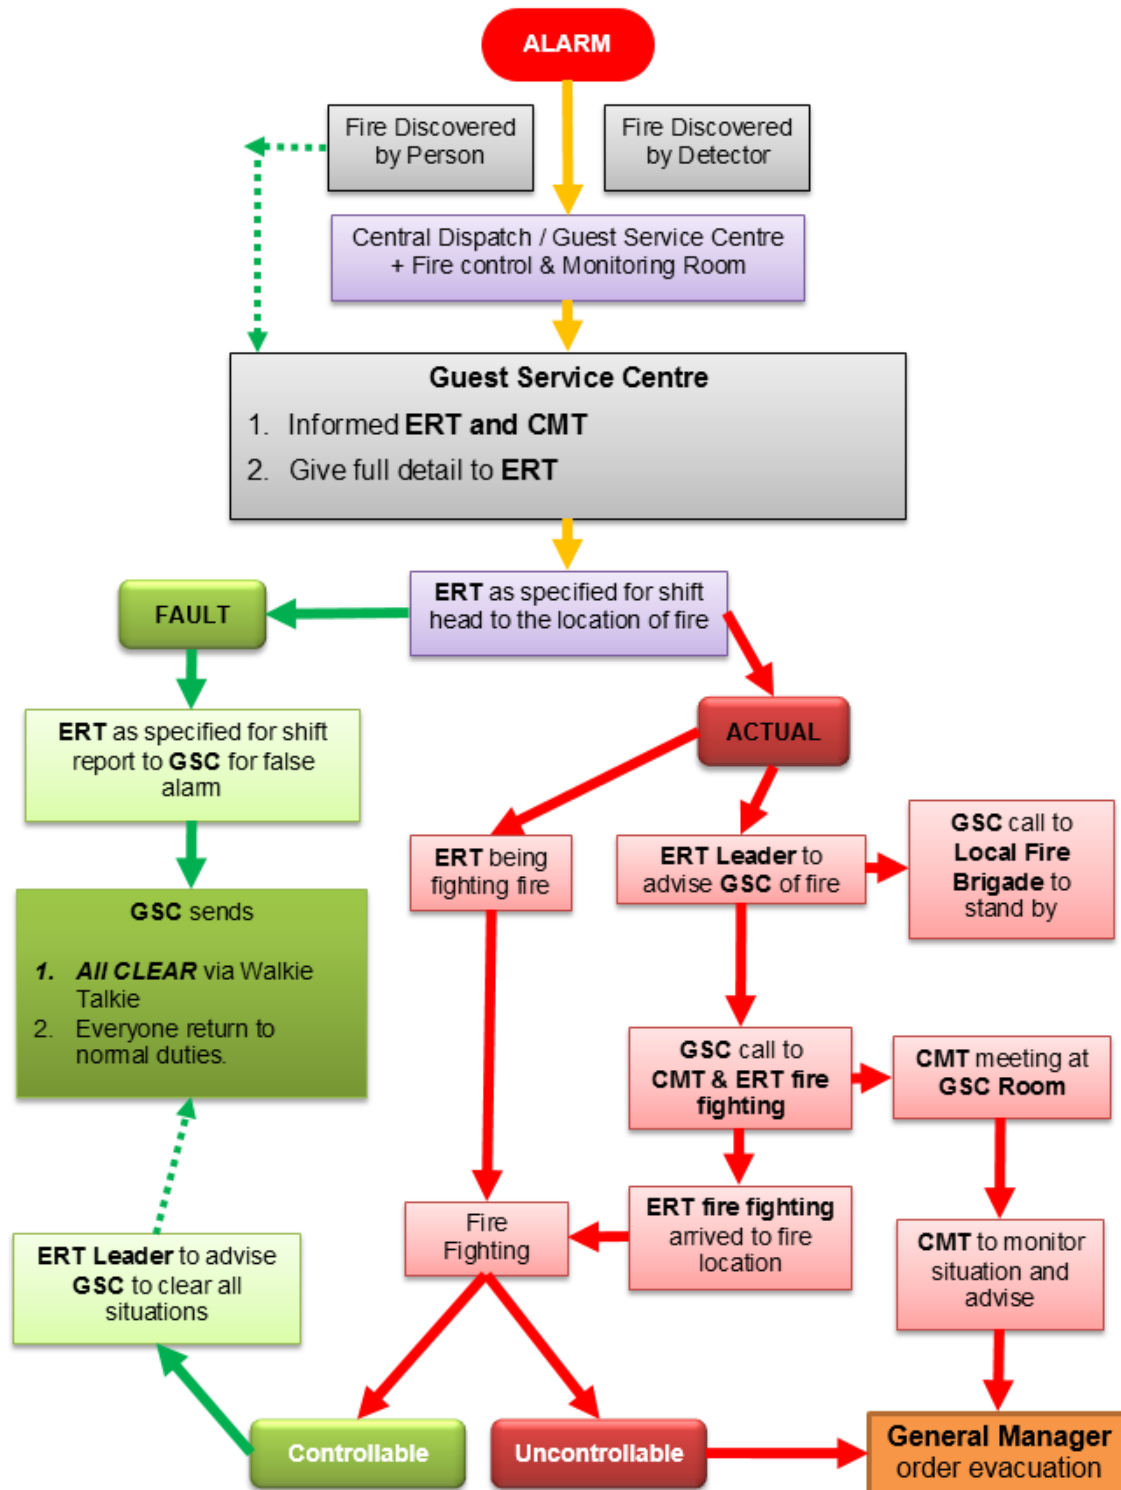 ALARM
Fire Discovered
by Person
Fire Discovered
by Detector
Central Dispatch / Guest Service Centre
+ Fire control & Monitoring Room
Guest Service Centre
1. Informed ERT and CMT
2. Give full detail to ERT
ERT as specified for shift
head to the location of fire
FAULT
ACTUAL
ERT as specified for shift
report to GSC for false
alarm
ERT being
fighting fire
ERT Leader to
advise GSC of fire
GSC call to
Local Fire
Brigade to
stand by
GSC sends
1. All CLEAR via Walkie
Talkie
2. Everyone return to
normal duties.
GSC call to
CMT & ERT fire
fighting
CMT meeting at
GSC Room
Fire
Fighting
ERT fire fighting
arrived to fire
location
CMT to monitor
situation and
advise
ERT Leader to advise
GSC to clear all
situations
Controllable
Uncontrollable
General Manager
order evacuation